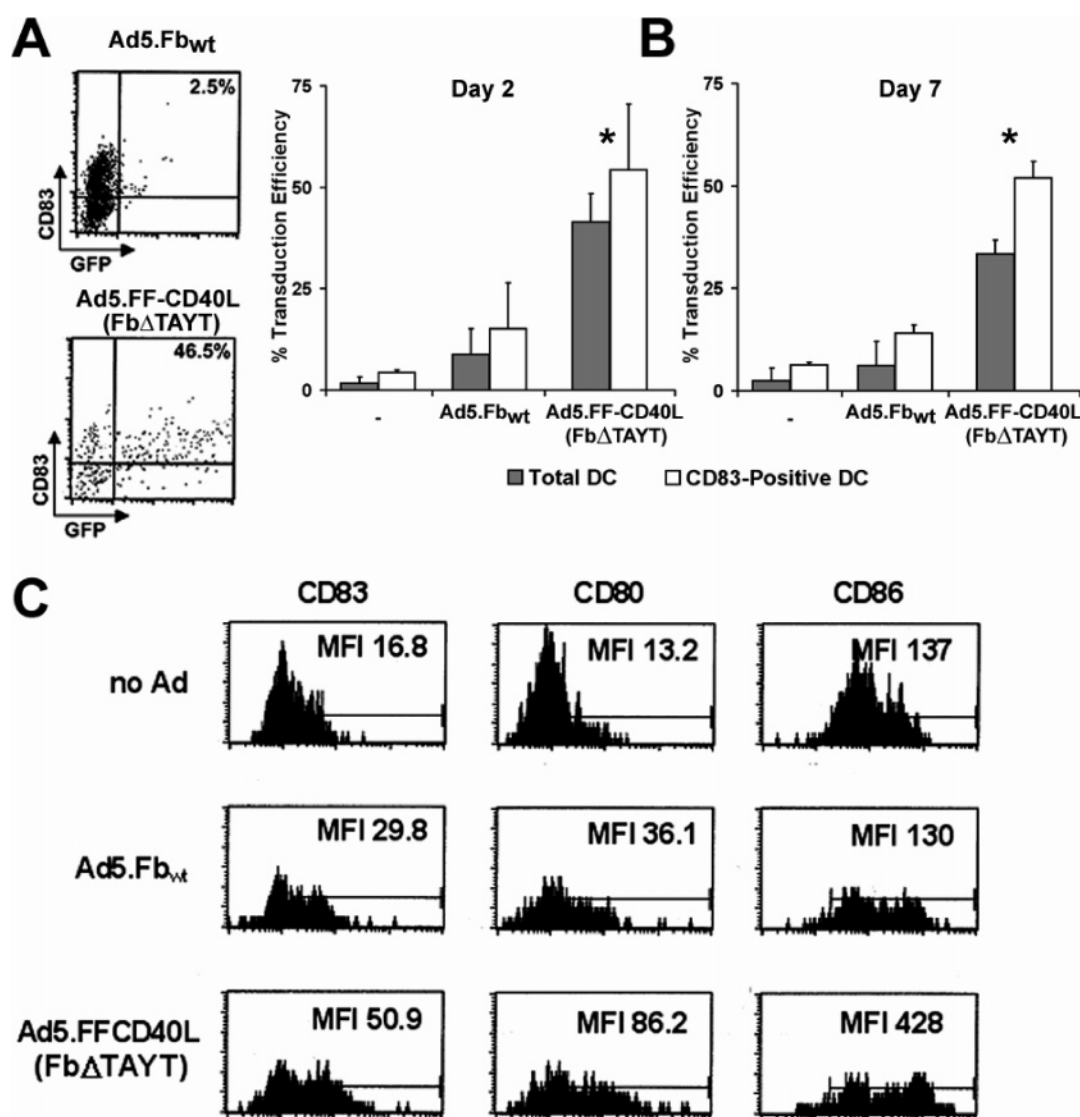 A
Ad5.Fbwt
2.5%
CD83
GFP
Ad5.FF-CD40L
(FbΔTAYT)
46.5%
CD83
GFP
75
50
25
0
% Transduction Efficiency
Day 2
*
-
Ad5.Fbwt
Ad5.FF-CD40L
(FbΔTAYT)
B
75
50
25
0
% Transduction Efficiency
Day 7
*
-
Ad5.Fbwt
Ad5.FF-CD40L
(FbΔTAYT)
Total DC CD83-Positive DC
C
CD83 CD80 CD86
no Ad
MFI 16.8 MFI 13.2 MFI 137
Ad5.Fbwt
MFI 29.8 MFI 36.1 MFI 130
Ad5.FFCD40L
(FbΔTAYT)
MFI 50.9 MFI 86.2 MFI 428